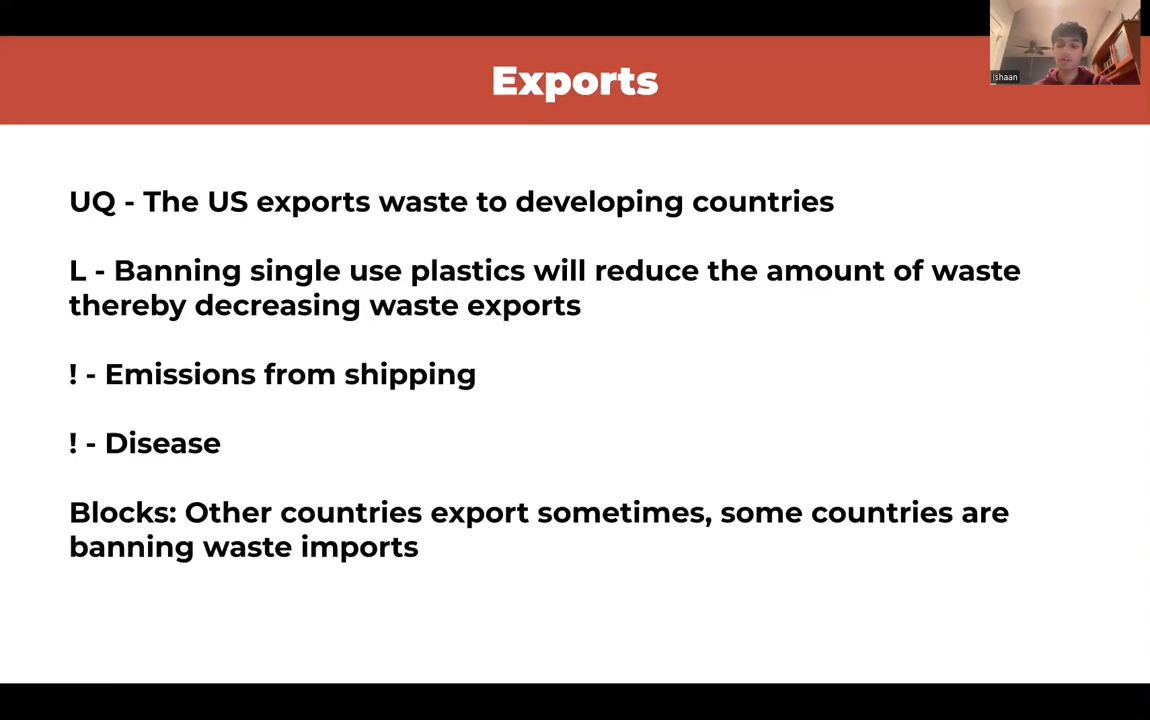 Exports
ishaan
UQ - The US exports waste to developing countries
L - Banning single use plastics will reduce the amount of waste
thereby decreasing waste exports
! - Emissions from shipping
! - Disease
Blocks: Other countries export sometimes, some countries are
banning waste imports